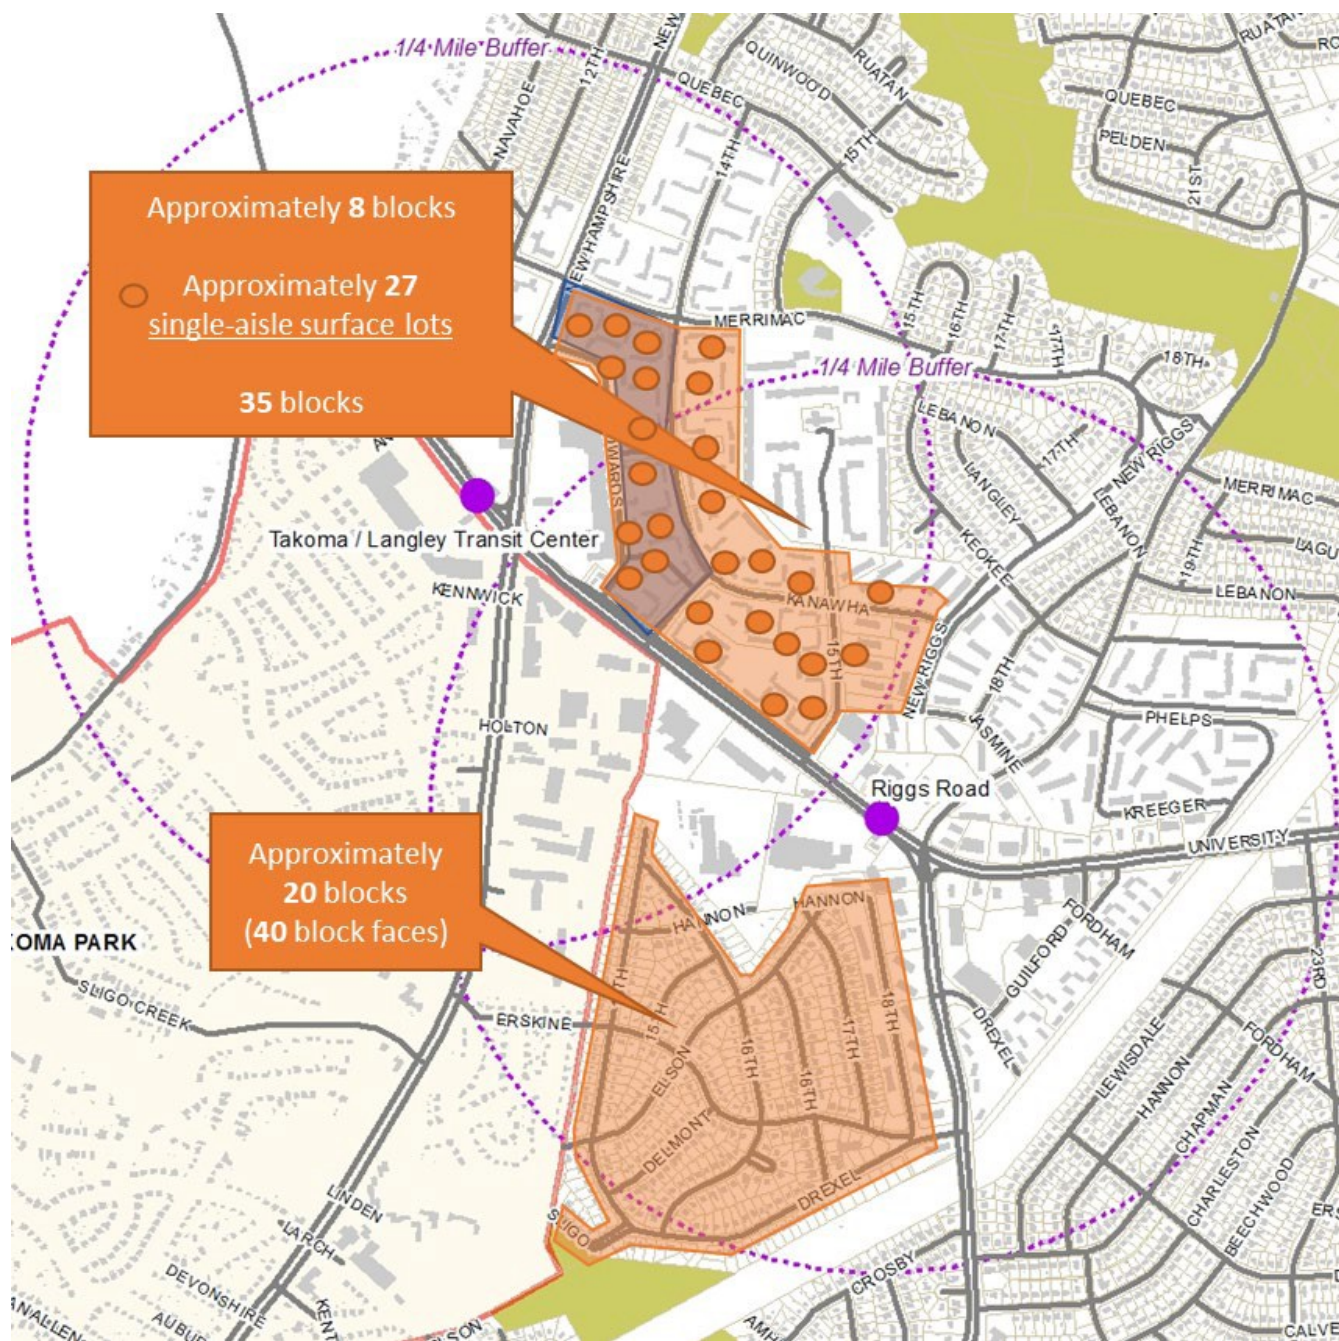 1/4 Mile Buffer
NAVAHOE
12TH
NEW
QUEBEC
QUINWOOD
RUATAN
RUATAN
QUEBEC
PELDEN
21ST
15TH
14TH
NEW HAMPSHIRE
Approximately 8 blocks
Approximately 27
single-aisle surface lots
35 blocks
MERRIMAC
15TH
16TH
17TH
17TH
18TH
1/4 Mile Buffer
LEBANON
17TH
LANGLEY
NEW RIGGS
LEBANON
MERRIMAC
19TH
LEBANON
KEOKEE
Takoma / Langley Transit Center
KENNWICK
KANAWHA
15TH
NEW RIGGS
18TH
JASMINE
PHELPS
KREEGER
HOLTON
Riggs Road
UNIVERSITY
Approximately
20 blocks
(40 block faces)
HANNON
HANNON
FORDHAM
GUILFORD
DREXEL
23RD
OMA PARK
SLIGO CREEK
ERSKINE
15TH
ELSON
16TH
16TH
17TH
18TH
DELMONT
DREXEL
SLIGO
LEWISDALE
HANNON
CHAPMAN
FORDHAM
CHARLESTON
BEECHWOOD
LINDEN
LARCH
DEVONSHIRE
KENT
CROSBY